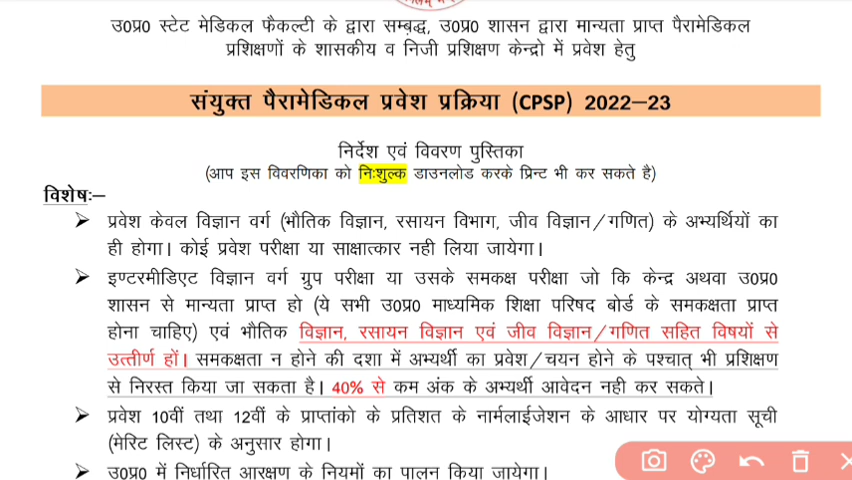 उ0प्र0 स्टेट मेडिकल फैकल्टी के द्वारा सम्बद्ध, उ0प्र0 शासन द्वारा मान्यता प्राप्त पैरामेडिकल
प्रशिक्षणों के शासकीय व निजी प्रशिक्षण केन्द्रो में प्रवेश हेतु
संयुक्त पैरामेडिकल प्रवेश प्रक्रिया (CPSP) 2022–23
निर्देश एवं विवरण पुस्तिका
(आप इस विवरणिका को निःशुल्क डाउनलोड करके प्रिन्ट भी कर सकते है)
विशेषः–
➢ प्रवेश केवल विज्ञान वर्ग (भौतिक विज्ञान, रसायन विभाग, जीव विज्ञान/गणित) के अभ्यर्थियों का
ही होगा। कोई प्रवेश परीक्षा या साक्षात्कार नही लिया जायेगा।
➢ इण्टरमीडिएट विज्ञान वर्ग ग्रुप परीक्षा या उसके समकक्ष परीक्षा जो कि केन्द्र अथवा उ0प्र0
शासन से मान्यता प्राप्त हो (ये सभी उ0प्र0 माध्यमिक शिक्षा परिषद बोर्ड के समकक्षता प्राप्त
होना चाहिए) एवं भौतिक विज्ञान, रसायन विज्ञान एवं जीव विज्ञान/गणित सहित विषयों से
उत्तीर्ण हों। समकक्षता न होने की दशा में अभ्यर्थी का प्रवेश/चयन होने के पश्चात् भी प्रशिक्षण
से निरस्त किया जा सकता है। 40% से कम अंक के अभ्यर्थी आवेदन नही कर सकते।
➢ प्रवेश 10वीं तथा 12वीं के प्राप्तांको के प्रतिशत के नार्मलाईजेशन के आधार पर योग्यता सूची
(मेरिट लिस्ट) के अनुसार होगा।
➢ उ0प्र0 में निर्धारित आरक्षण के नियमों का पालन किया जायेगा।